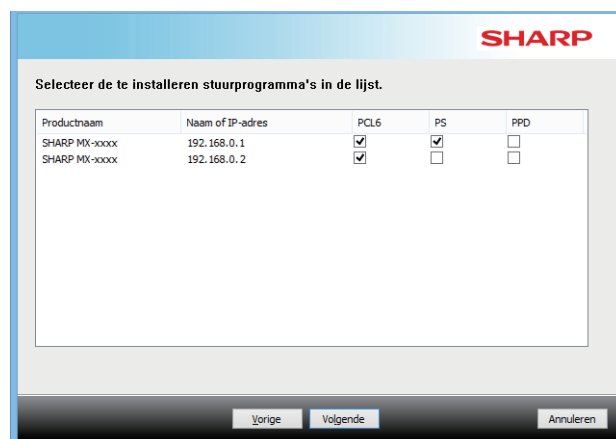 SHARP
Selecteer de te installeren stuurprogramma's in de lijst.
Productnaam Naam of IP-adres PCL6 PS PPD
SHARP MX-xxxx 192.168.0.1
SHARP MX-xxxx 192.168.0.2
Vorige Volgende Annuleren